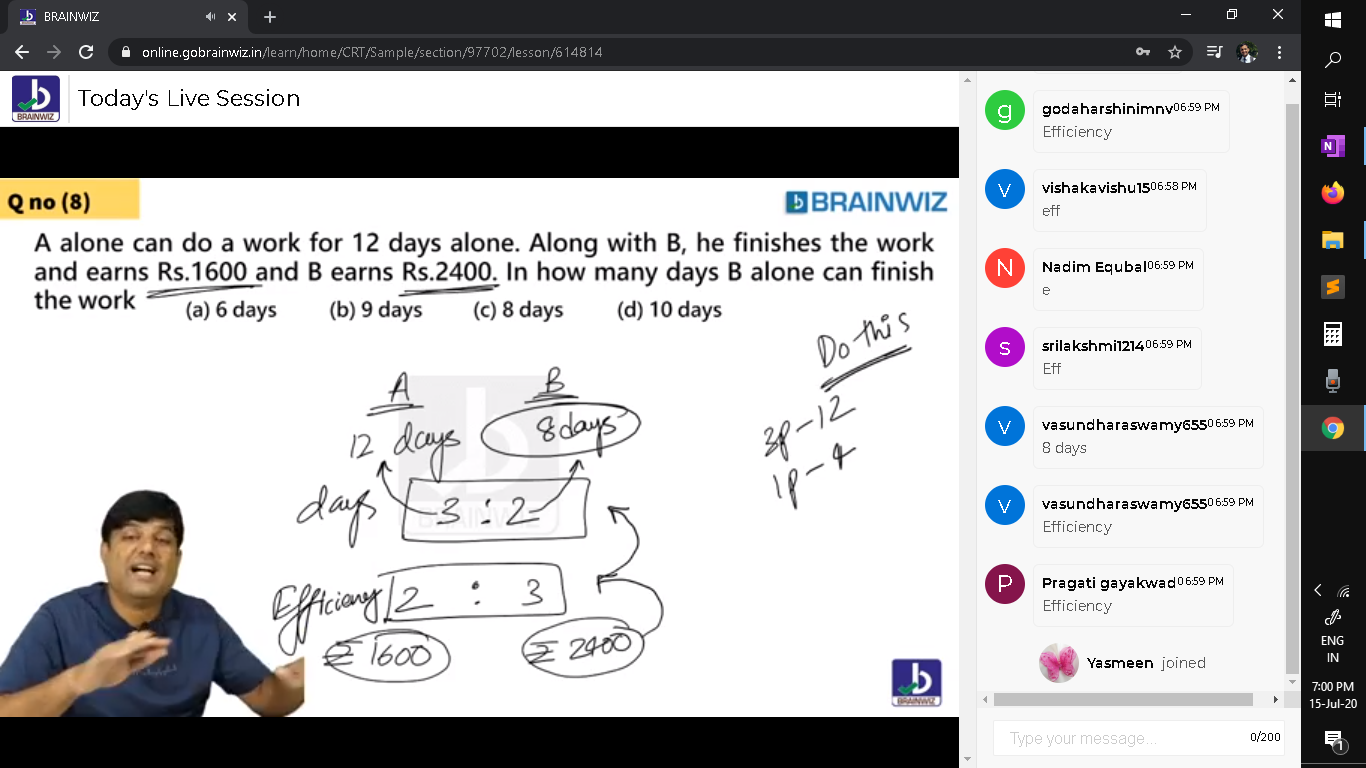 BRAINWIZ
online.gobrainwiz.in/learn/home/CRT/Sample/section/97702/lesson/614814
BRAINWIZ
Today's Live Session
Q no (8)
BRAINWIZ
A alone can do a work for 12 days alone. Along with B, he finishes the work
and earns Rs.1600 and B earns Rs.2400. In how many days B alone can finish
the work
(a) 6 days (b) 9 days (c) 8 days (d) 10 days
Do this
A B
12 days 8 days
3p - 12
1p - 4
days 3 : 2
BRAINWIZ
Efficieny 2 : 3
₹ 1600 ₹ 2400
BRAINWIZ
g
godaharshinimnv 06:59 PM
Efficiency
V
vishakavishu15 06:58 PM
eff
N
Nadim Equbal 06:59 PM
e
S
srilakshmi1214 06:59 PM
Eff
V
vasundharaswamy655 06:59 PM
8 days
V
vasundharaswamy655 06:59 PM
Efficiency
P
Pragati gayakwad 06:59 PM
Efficiency
Yasmeen joined
Type your message... 0/200
N
ENG
IN
7:00 PM
15-Jul-20
1